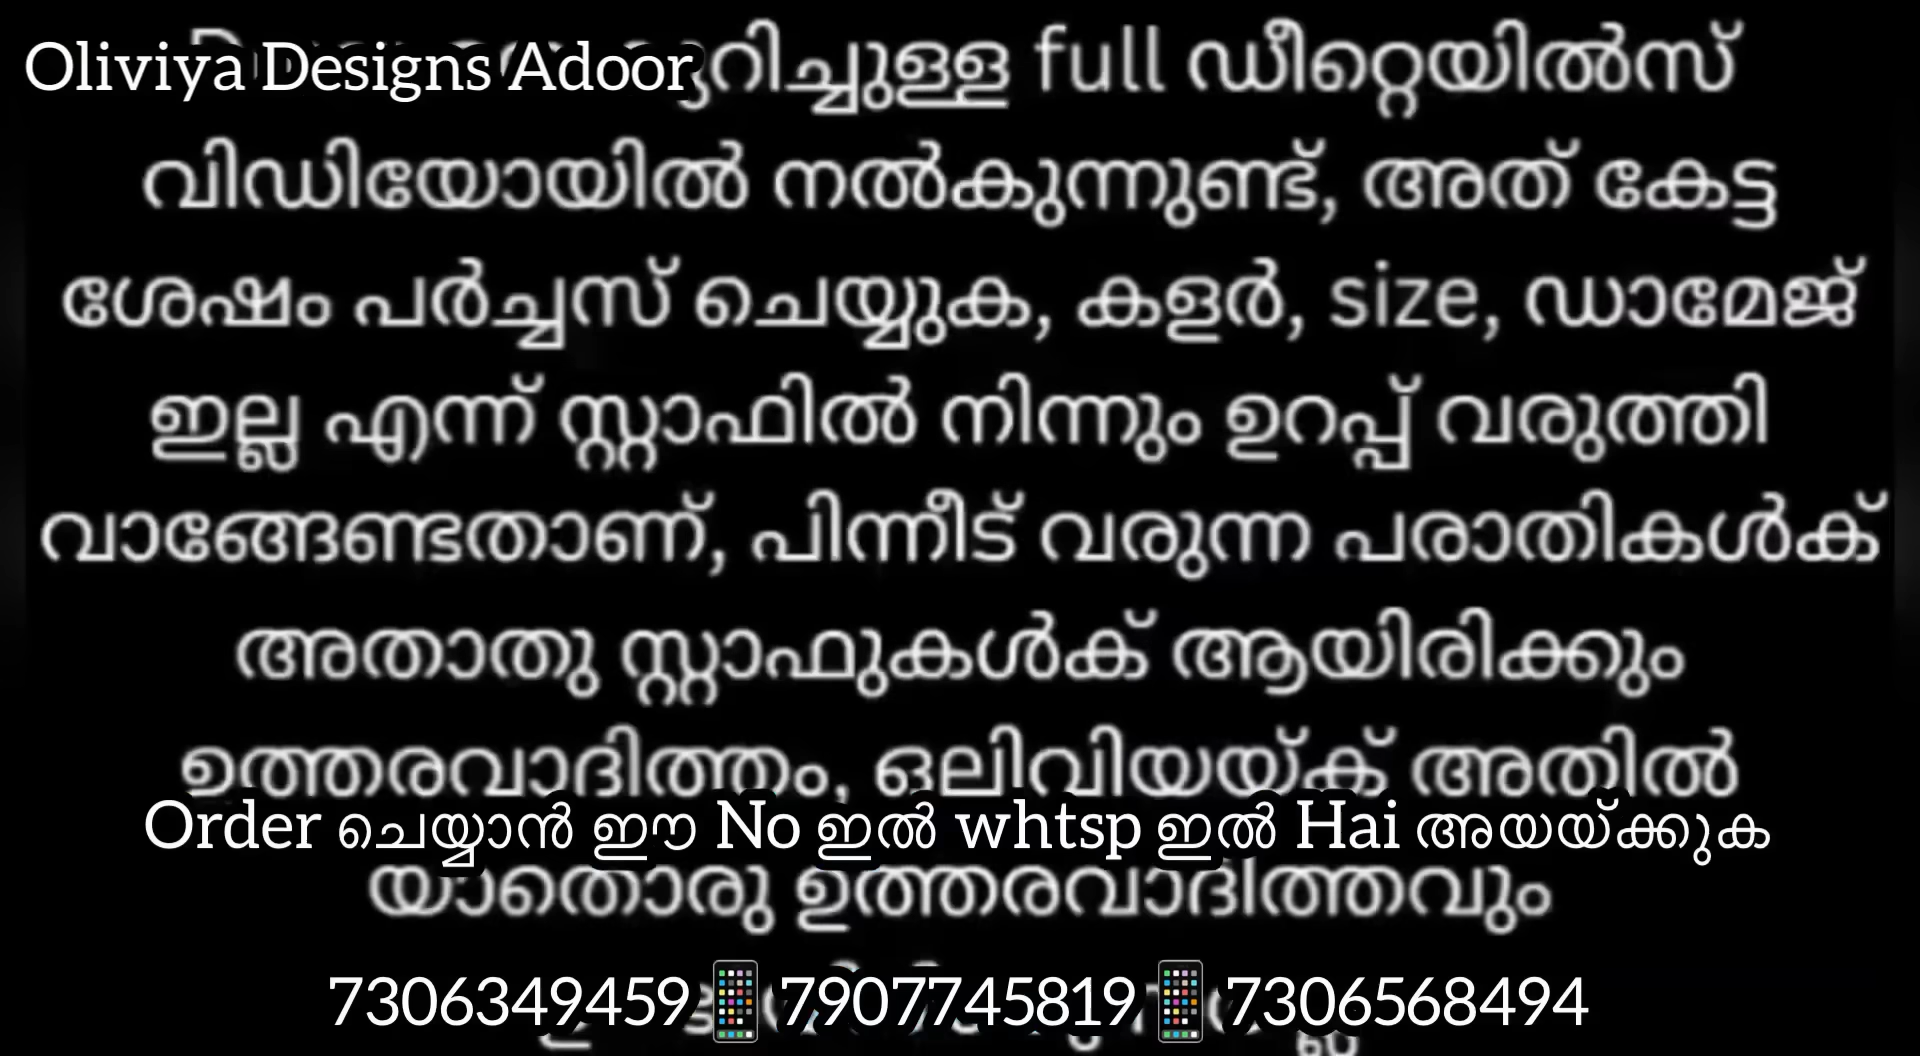 Oliviya Designs Adoor
റിച്ചുള്ള full ഡീറ്റെയിൽസ്
വിഡിയോയിൽ നൽകുന്നുണ്ട്, അത് കേട്ട
ശേഷം പർച്ചസ് ചെയ്യുക, കളർ, size, ഡാമേജ്
ഇല്ല എന്ന് സ്റ്റാഫിൽ നിന്നും ഉറപ്പ് വരുത്തി
വാങ്ങേണ്ടതാണ്, പിന്നീട് വരുന്ന പരാതികൾക്
അതാതു സ്റ്റാഫുകൾക് ആയിരിക്കും
ഉത്തരവാദിത്തം, ഒലിവിയയ്ക് അതിൽ
Order ചെയ്യാൻ ഈ No ഇൽ whtsp ഇൽ Hai അയയ്ക്കുക
യാതൊരു ഉത്തരവാദിത്തവും
7306349459📱7907745819📱7306568494